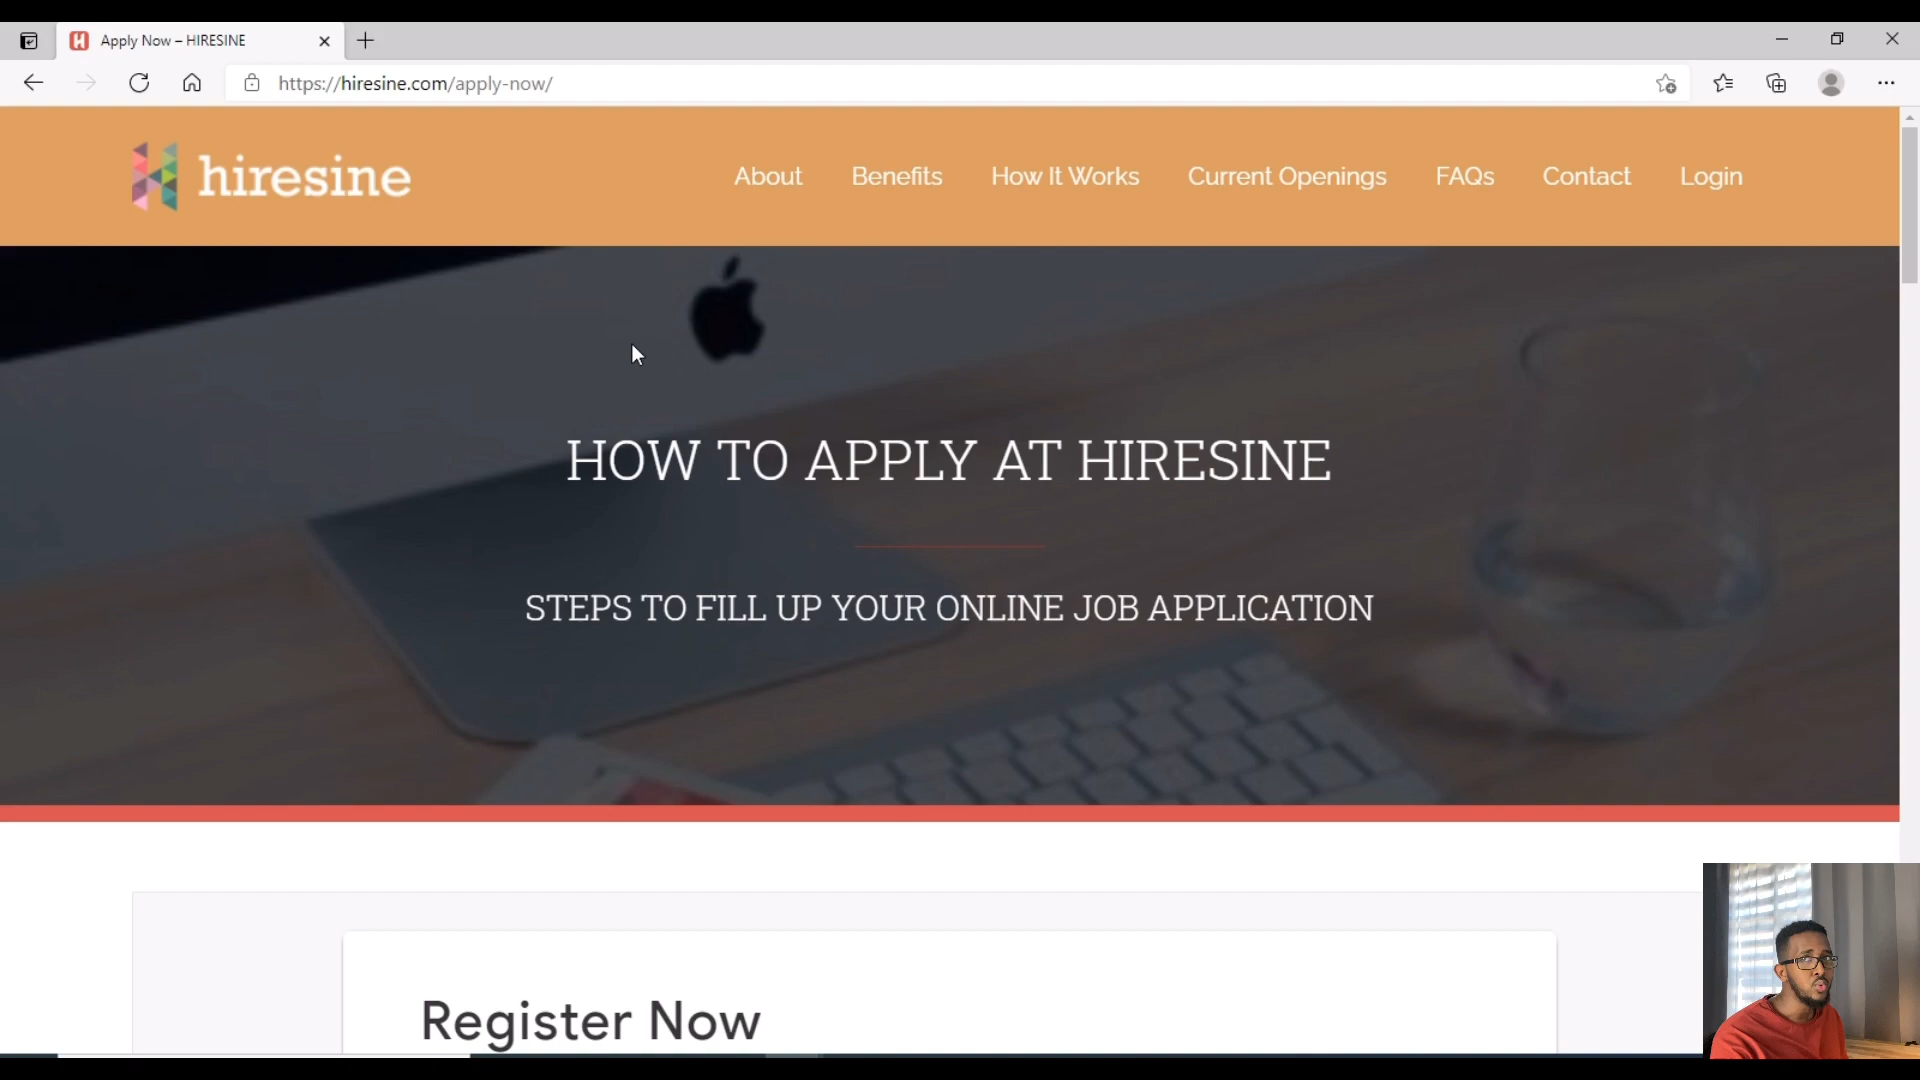 Apply Now – HIRESINE
https://hiresine.com/apply-now/
hiresine
About Benefits How It Works Current Openings FAQs Contact Login
HOW TO APPLY AT HIRESINE
STEPS TO FILL UP YOUR ONLINE JOB APPLICATION
Register Now